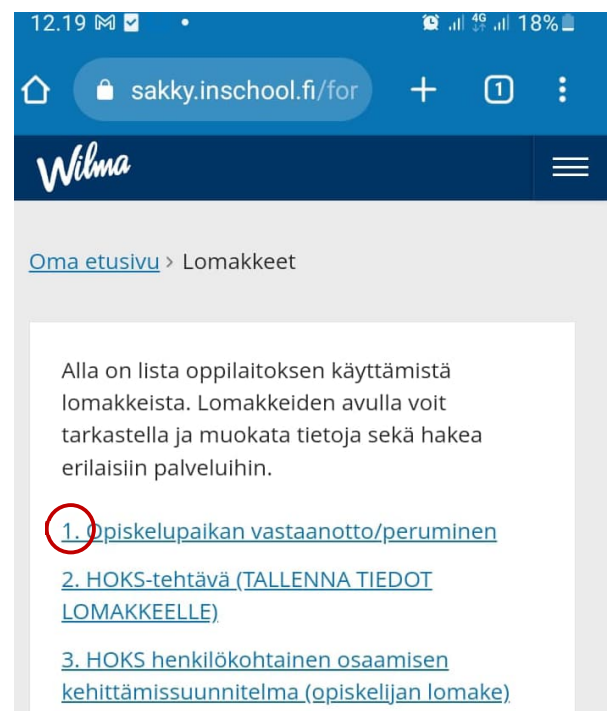 12.19
4G 18%
sakky.inschool.fi/for
1
Wilma
Oma etusivu > Lomakkeet
Alla on lista oppilaitoksen käyttämistä
lomakkeista. Lomakkeiden avulla voit
tarkastella ja muokata tietoja sekä hakea
erilaisiin palveluihin.
1. Opiskelupaikan vastaanotto/peruminen
2. HOKS-tehtävä (TALLENNA TIEDOT
LOMAKKEELLE)
3. HOKS henkilökohtainen osaamisen
kehittämissuunnitelma (opiskelijan lomake)